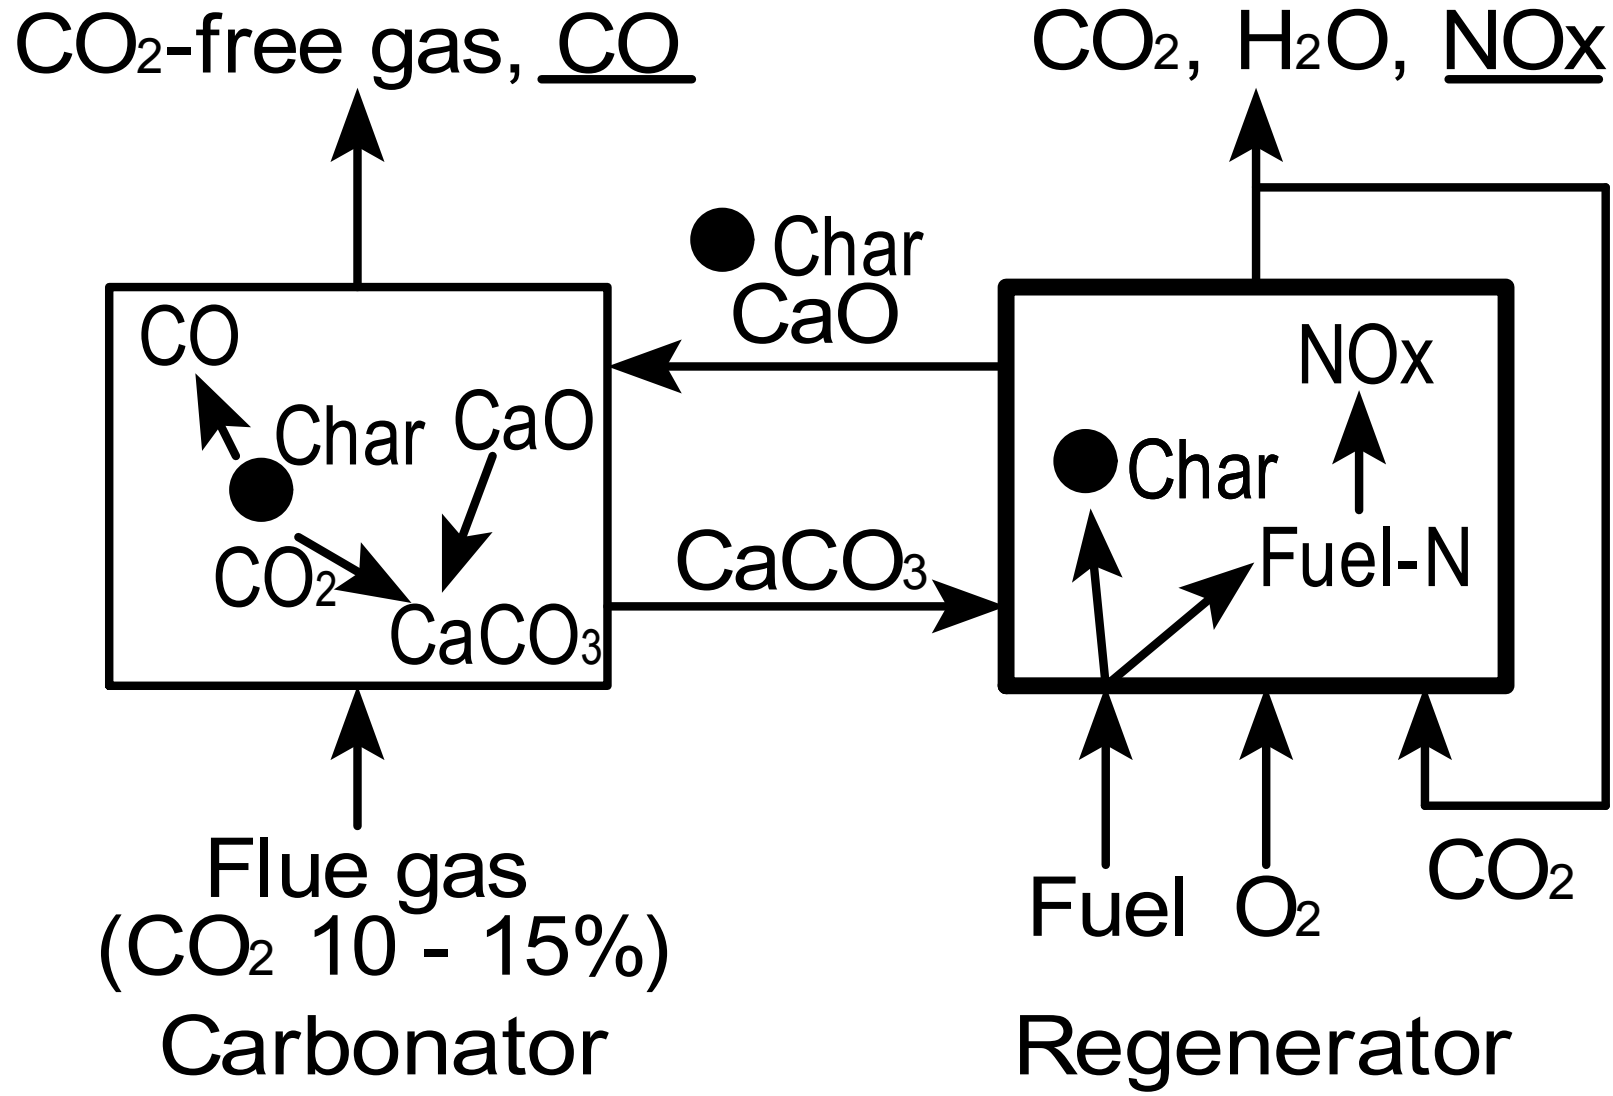 CO2-free gas, CO
CO2, H2O, NOx
Char
CaO
CO
Char
CaO
CO2
CaCO3
CaCO3
NOx
Char
Fuel-N
Flue gas
(CO2 10 - 15%)
Carbonator
Fuel
O2
CO2
Regenerator